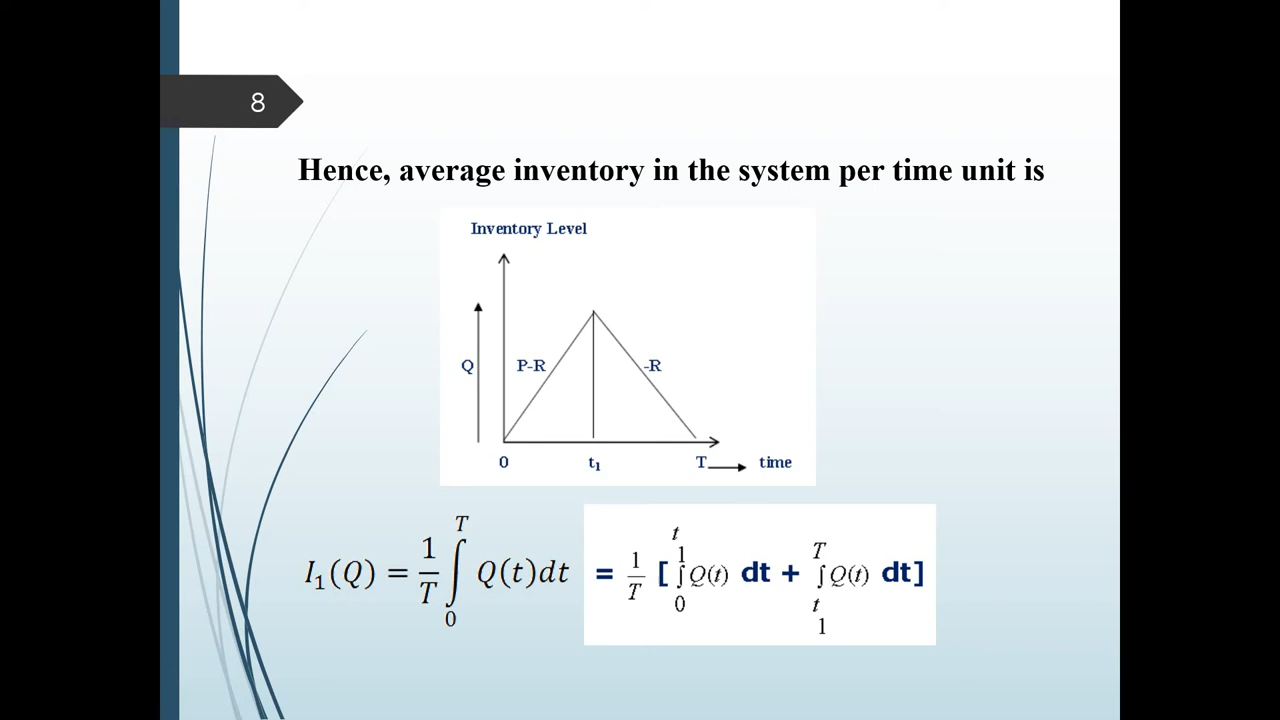 8
Hence, average inventory in the system per time unit is
Inventory Level
Q P-R -R
0 t₁ T time
I₁(Q) = 1/T ∫₀ᵀ Q(t)dt = 1/T [ ∫₀ᵗ¹ Q(t) dt + ∫ₜ₁ᵀ Q(t) dt]